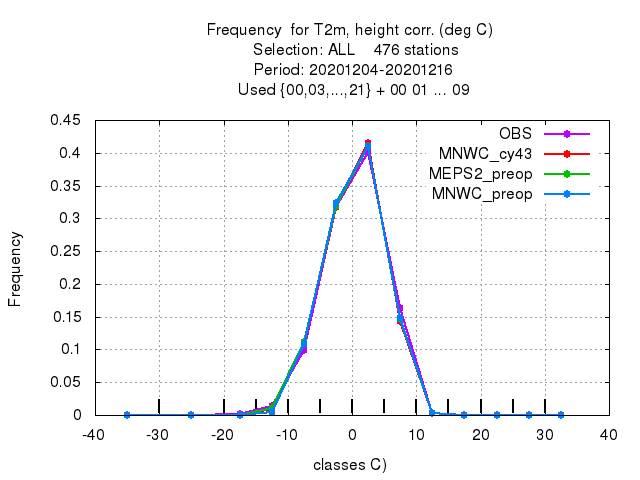 Frequency  for T2m, height corr. (deg C)
Selection: ALL    476 stations
Period: 20201204-20201216
Used {00,03,...,21} + 00 01 ... 09
OBS
MNWC_cy43
MEPS2_preop
MNWC_preop
0.45
0.4
0.35
0.3
0.25
0.2
0.15
0.1
0.05
0
Frequency
-40 -30 -20 -10 0 10 20 30 40
classes C)